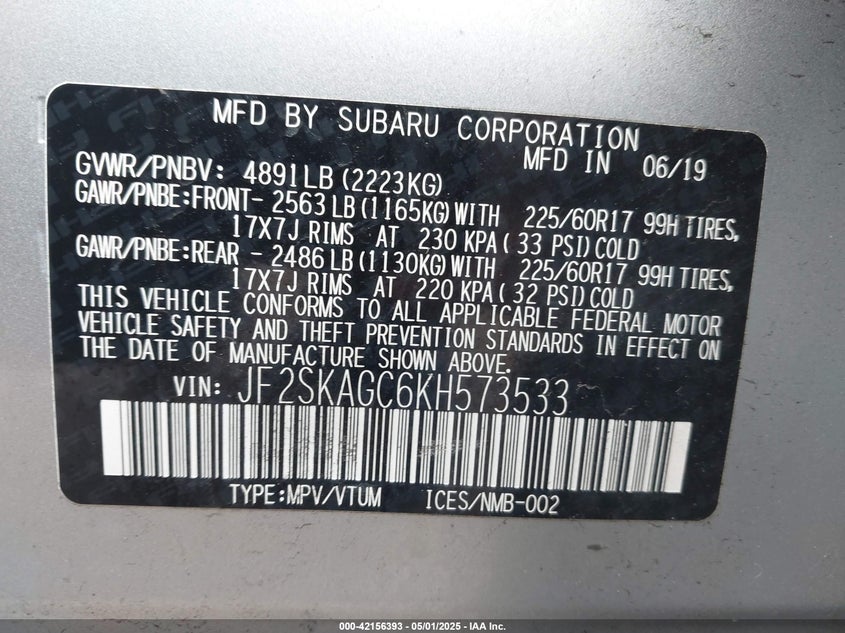 MFD BY SUBARU CORPORATION
MFD IN 06/19
GVWR/PNBV: 4891LB (2223KG)
GAWR/PNBE:FRONT- 2563 LB (1165KG) WITH 225/60R17 99H TIRES,
17X7J RIMS AT 230 KPA ( 33 PSI) COLD
GAWR/PNBE:REAR - 2486 LB (1130KG) WITH 225/60R17 99H TIRES,
17X7J RIMS AT 220 KPA ( 32 PSI) COLD
THIS VEHICLE CONFORMS TO ALL APPLICABLE FEDERAL MOTOR
VEHICLE SAFETY AND THEFT PREVENTION STANDARDS IN EFFECT ON
THE DATE OF MANUFACTURE SHOWN ABOVE.
VIN: JF2SKAGC6KH573533
TYPE:MPV/VTUM ICES/NMB-002
000-42156393 - 05/01/2025 - IAA Inc.